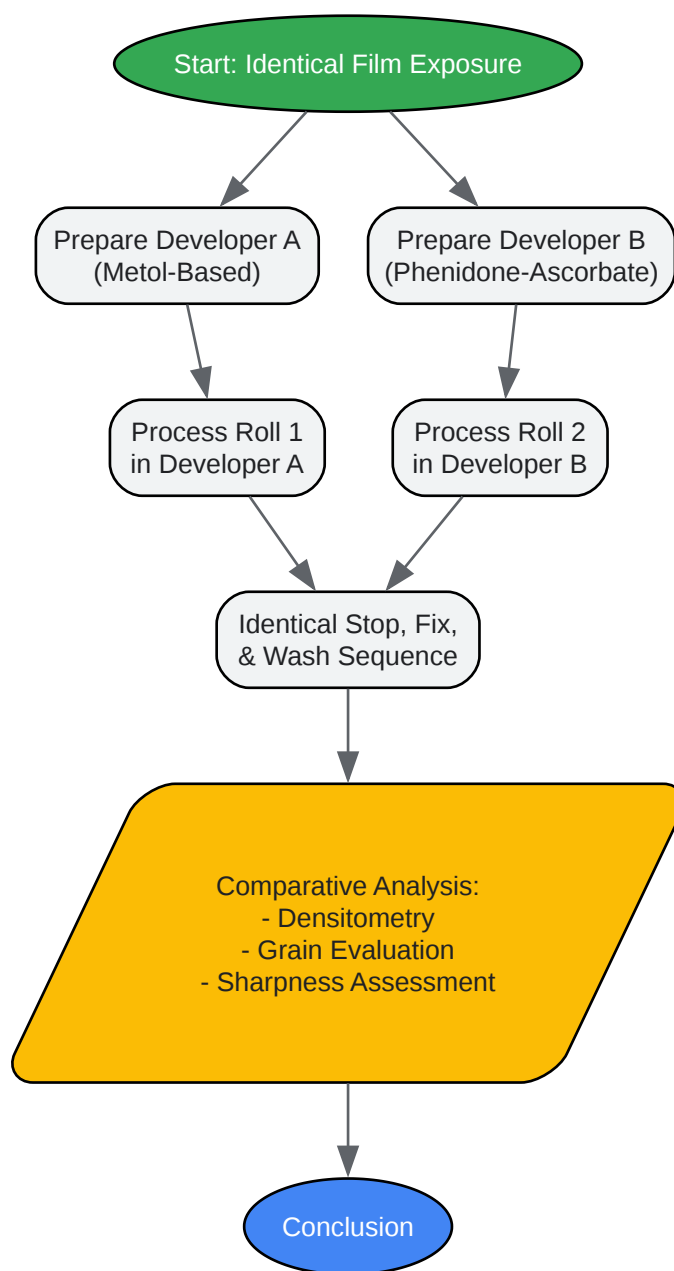 Start: Identical Film Exposure
Prepare Developer A
(Metol-Based)
Prepare Developer B
(Phenidone-Ascorbate)
Process Roll 1
in Developer A
Process Roll 2
in Developer B
Identical Stop, Fix,
& Wash Sequence
Comparative Analysis:
- Densitometry
- Grain Evaluation
- Sharpness Assessment
Conclusion